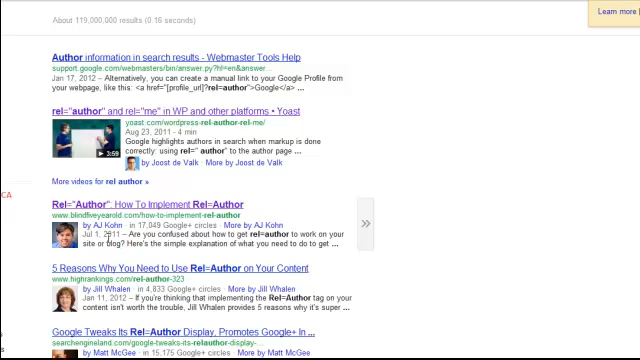 About 119,000,000 results (0.16 seconds)
Learn more
Author information in search results - Webmaster Tools Help
support.google.com/webmasters/bin/answer.py?hl=en&answer...
Jan 17, 2012 – Alternatively, you can create a manual link to your Google Profile from
your webpage, like this: <a href="[profile_url]?rel=author">Google</a> ...
rel="author" and rel="me" in WP and other platforms • Yoast
yoast.com/wordpress-rel-author-rel-me/
Aug 23, 2011 - 4 min
Google highlights authors in search when markup is done
correctly: using rel=" author" to the author page ...
3:59
by Joost de Valk - More by Joost de Valk
More videos for rel author »
CA
Rel="Author": How To Implement Rel=Author
www.blindfiveyearold.com/how-to-implement-rel-author
by AJ Kohn - in 17,049 Google+ circles - More by AJ Kohn
Jul 1, 2011 – Are you confused about how to get rel=author to work on your
site or blog? Here's the simple explanation of what you need to do to get ...
5 Reasons Why You Need to Use Rel=Author on Your Content
www.highrankings.com/rel-author-323
by Jill Whalen - in 4,833 Google+ circles - More by Jill Whalen
Jan 11, 2012 – If you're thinking that implementing the Rel=Author tag on your
content isn't worth the trouble, Jill Whalen provides 5 reasons why it's super ...
Google Tweaks Its Rel=Author Display, Promotes Google+ In ...
searchengineland.com/google-tweaks-its-relauthor-display-...
s
by Matt McGee - in 15,175 Google+ circles - More by Matt McGee